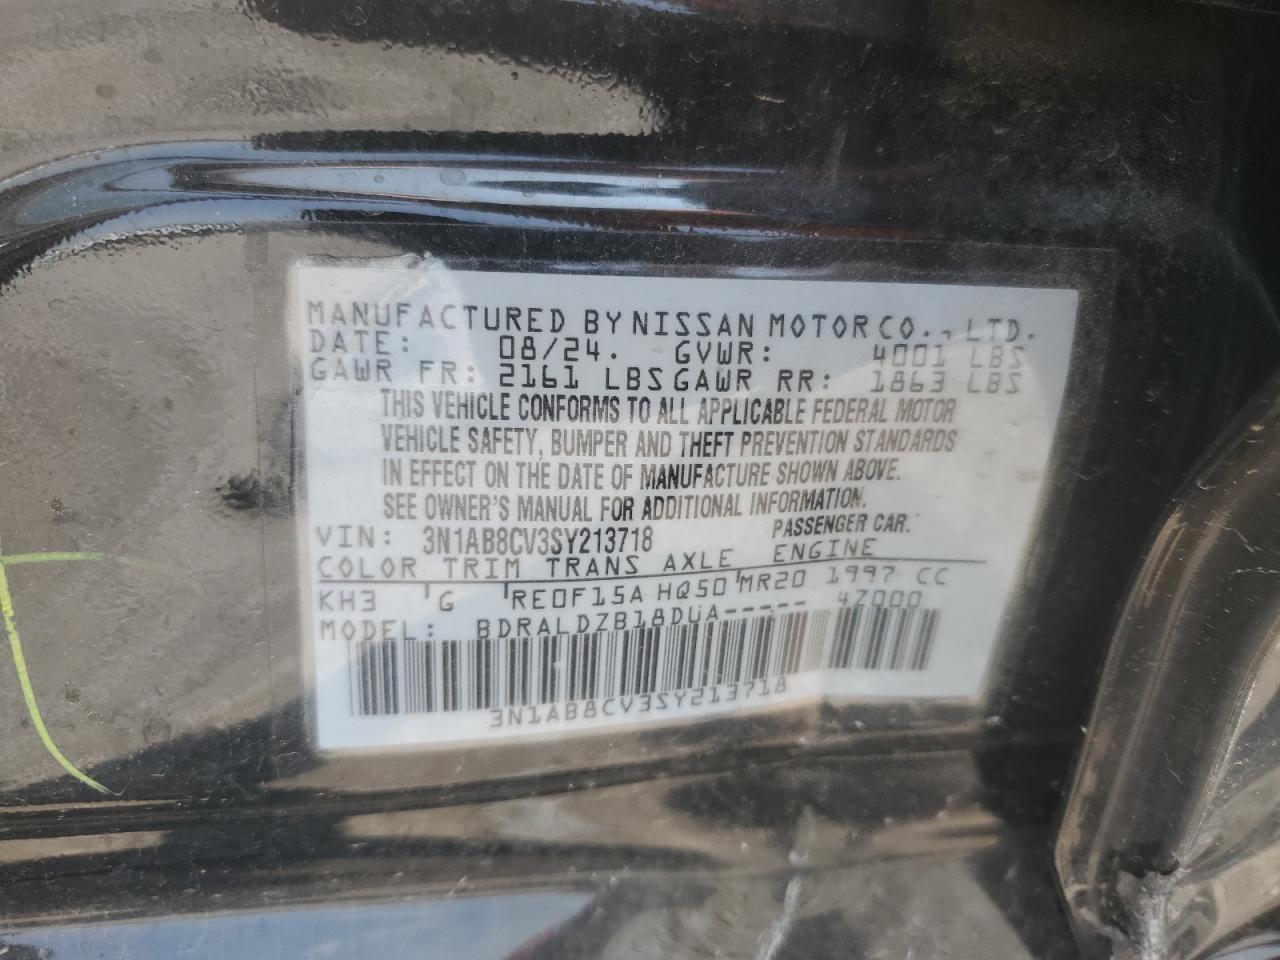 MANUFACTURED BY NISSAN MOTOR CO., LTD.
DATE: 08/24. GVWR: 4001 LBS
GAWR FR: 2161 LBS GAWR RR: 1863 LBS
THIS VEHICLE CONFORMS TO ALL APPLICABLE FEDERAL MOTOR
VEHICLE SAFETY, BUMPER AND THEFT PREVENTION STANDARDS
IN EFFECT ON THE DATE OF MANUFACTURE SHOWN ABOVE.
SEE OWNER'S MANUAL FOR ADDITIONAL INFORMATION.
VIN: 3N1AB8CV3SY213718 PASSENGER CAR.
COLOR TRIM TRANS AXLE ENGINE
KH3 G RE0F15A HQ50 MR20 1997 CC
MODEL: BDRALDZB18DUA----- 47000
3N1AB8CV3SY213718